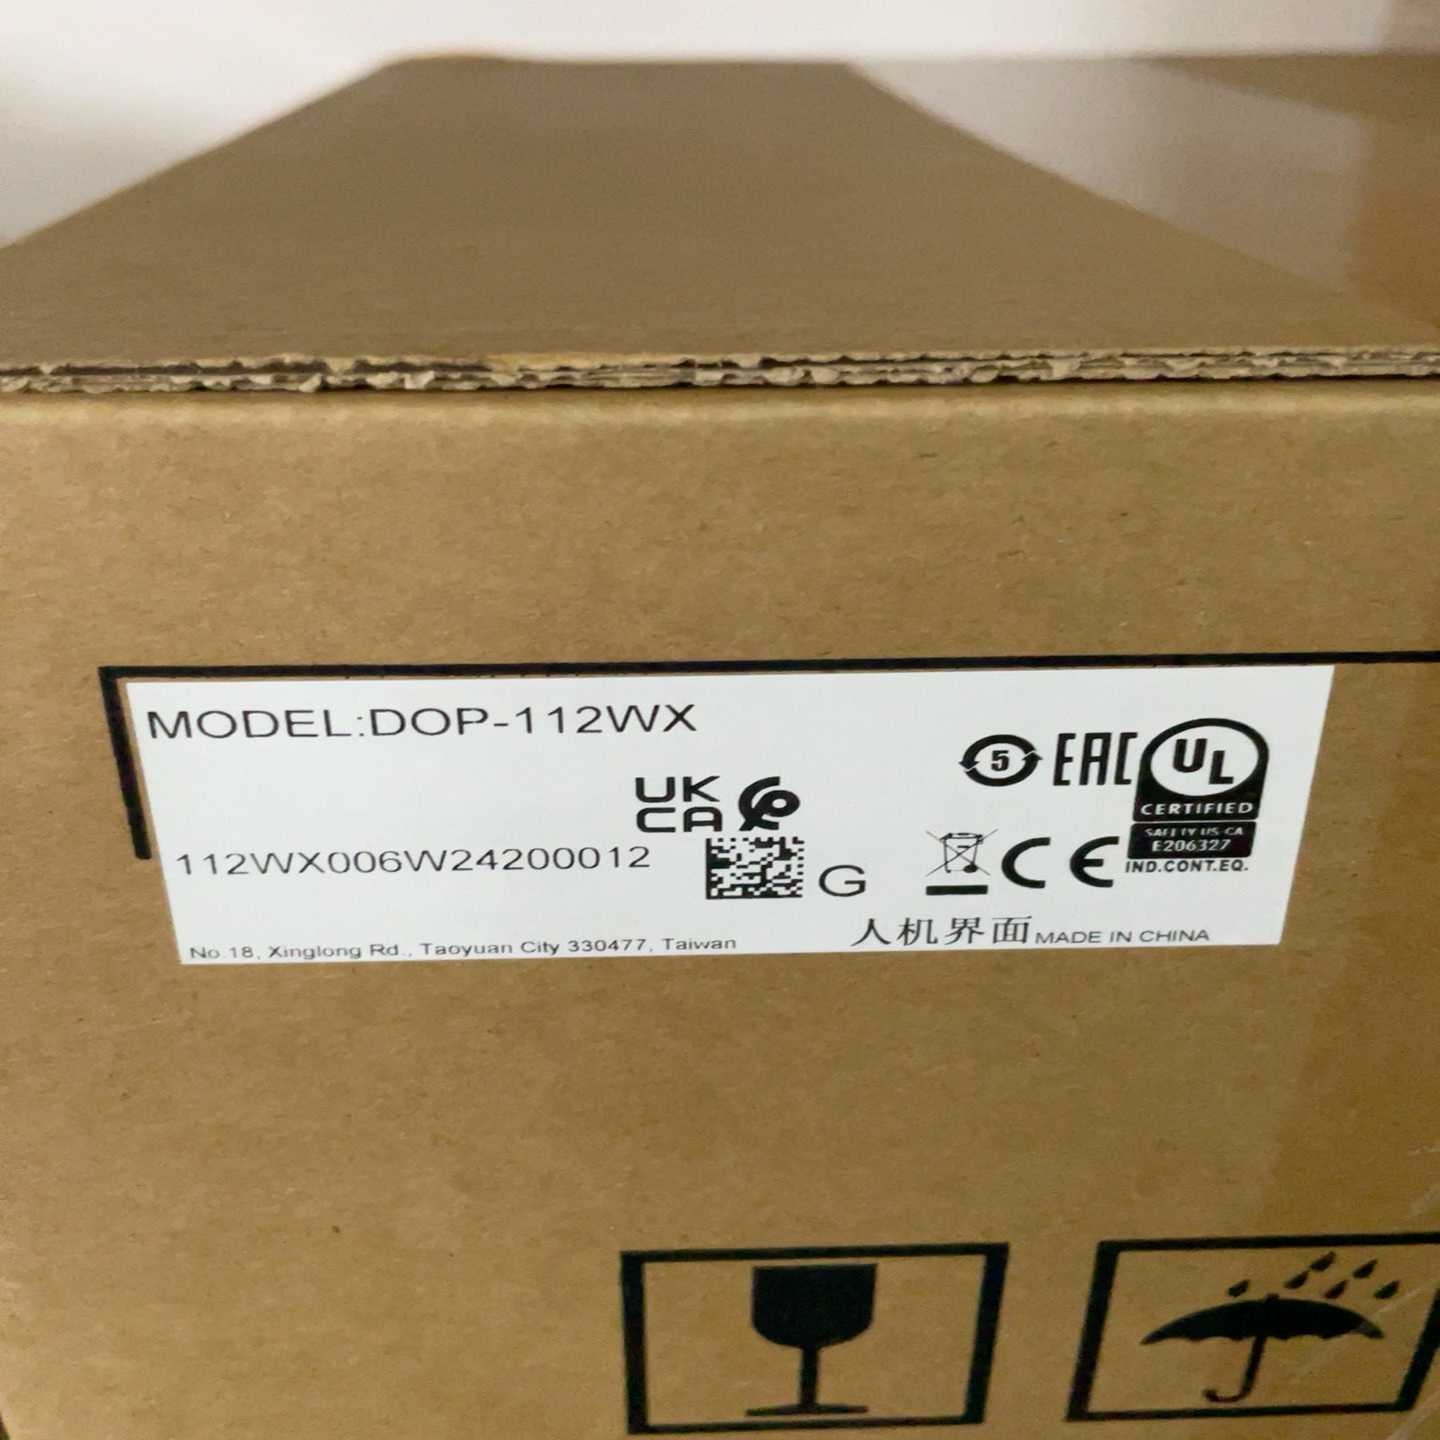 MODEL:DOP-112WX
5 EAC UL
CERTIFIED
UK
CA
SAFETY US-CA
E206327
112WX006W24200012
G
CE
IND.CONT.EQ.
No.18, Xinglong Rd., Taoyuan City 330477, Taiwan
人机界面 MADE IN CHINA